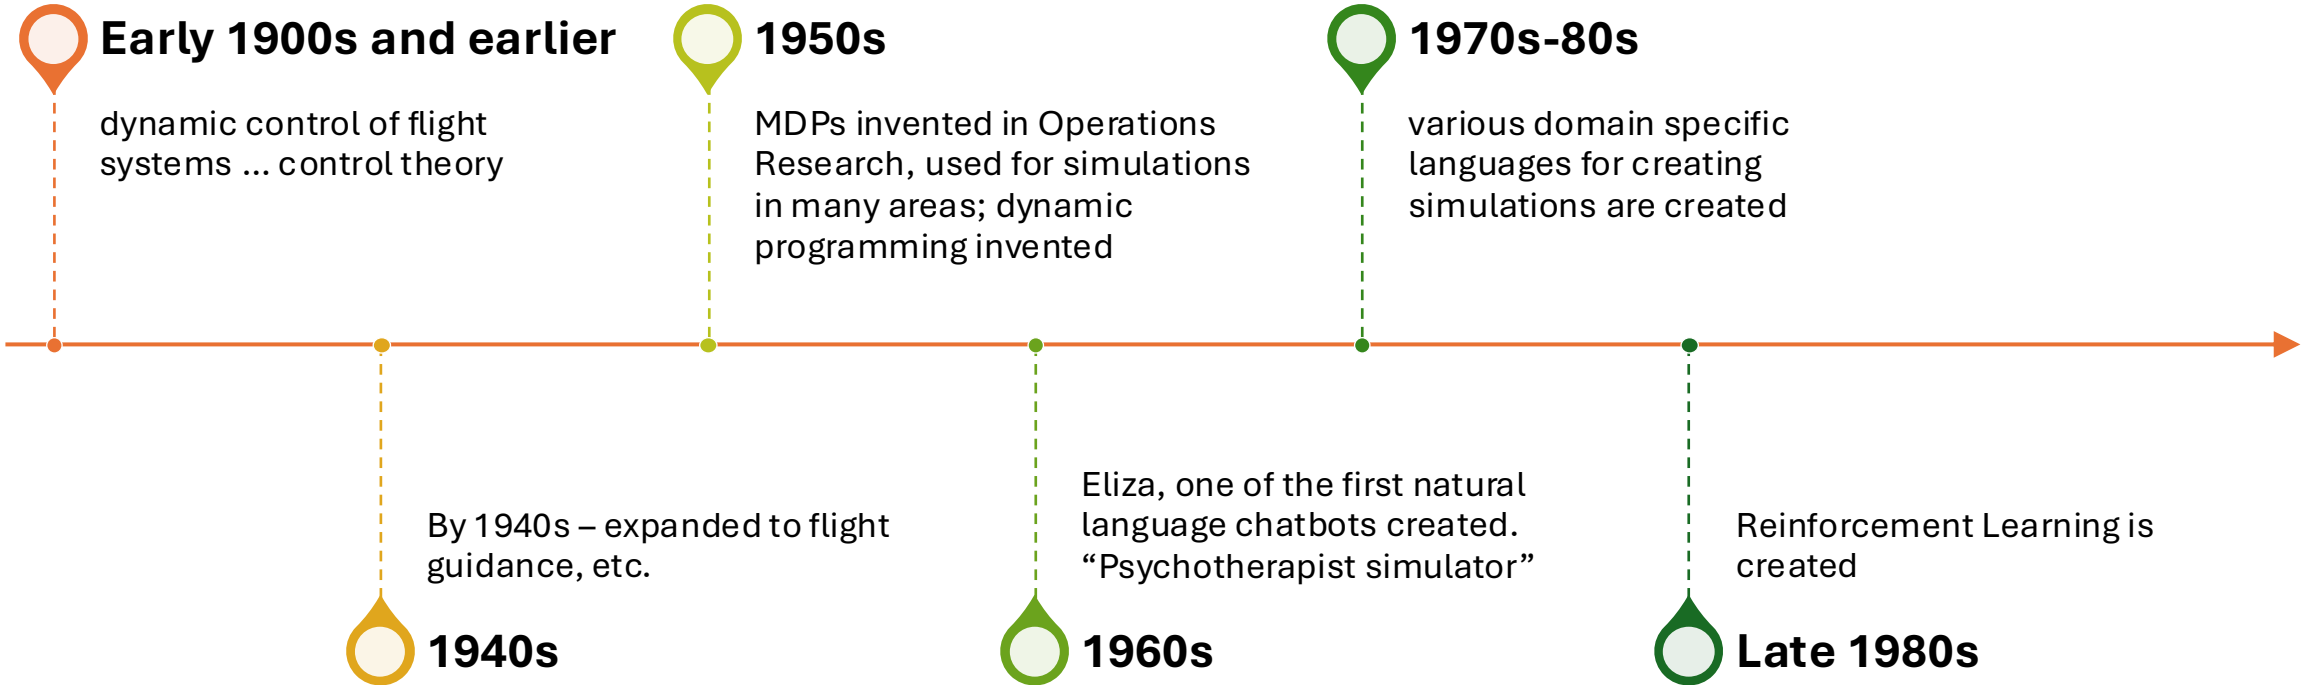 Early 1900s and earlier
dynamic control of flight
systems ... control theory
By 1940s – expanded to flight
guidance, etc.
1940s
1950s
MDPs invented in Operations
Research, used for simulations
in many areas; dynamic
programming invented
Eliza, one of the first natural
language chatbots created.
“Psychotherapist simulator”
1960s
1970s-80s
various domain specific
languages for creating
simulations are created
Reinforcement Learning is
created
Late 1980s